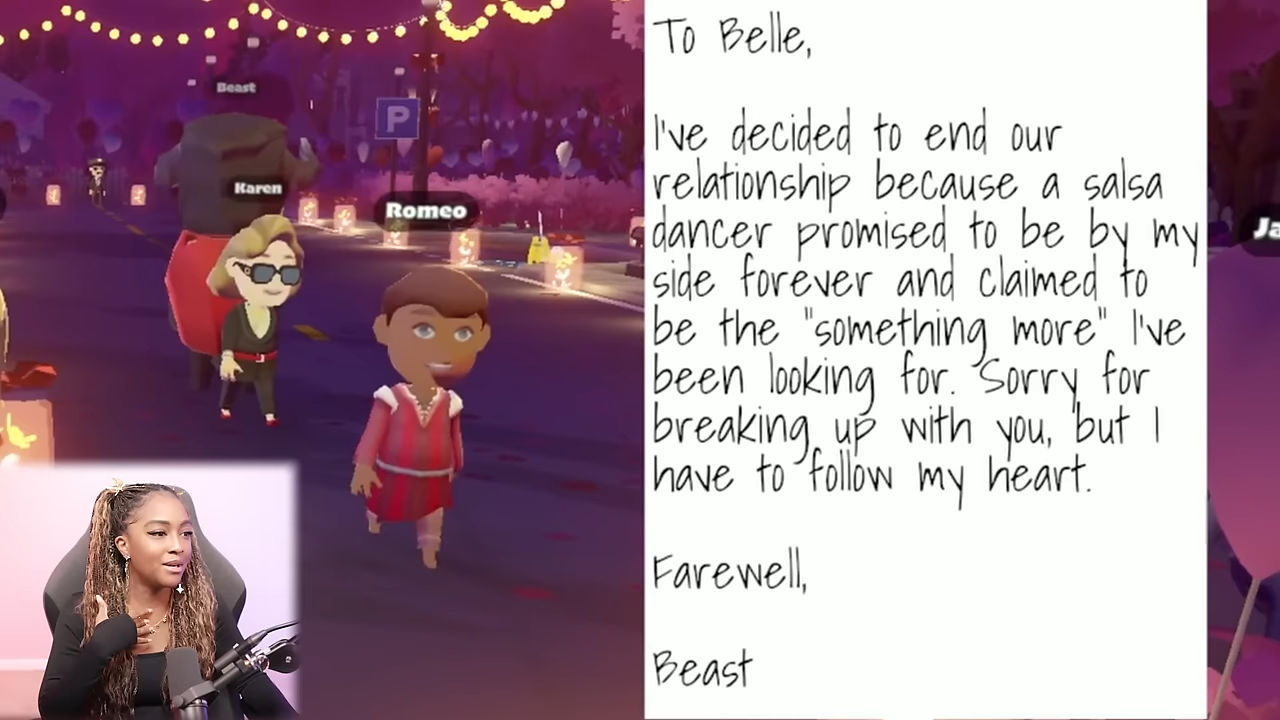 Beast
Karen
Romeo
P
Ja
To Belle,
I've decided to end our
relationship because a salsa
dancer promised to be by my
side forever and claimed to
be the "something more" I've
been looking for. Sorry for
breaking up with you, but I
have to follow my heart.
Farewell,
Beast